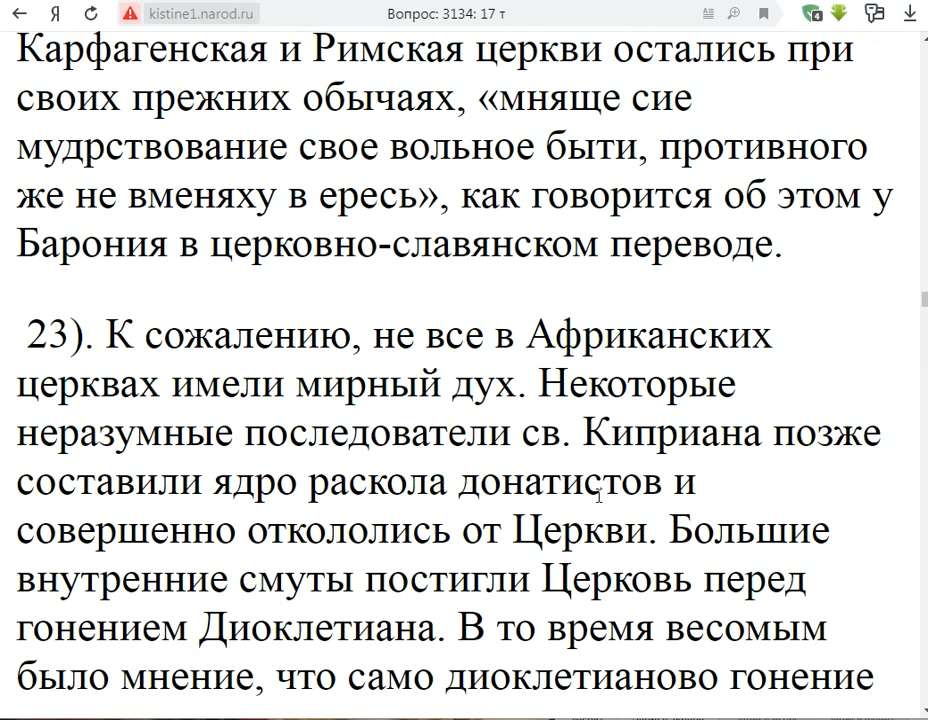 kistine1.narod.ru
Вопрос: 3134: 17 т
4
Карфагенская и Римская церкви остались при
своих прежних обычаях, «мняще сие
мудрствование свое вольное быти, противного
же не вменяху в ересь», как говорится об этом у
Барония в церковно-славянском переводе.
23). К сожалению, не все в Африканских
церквах имели мирный дух. Некоторые
неразумные последователи св. Киприана позже
составили ядро раскола донатистов и
совершенно откололись от Церкви. Большие
внутренние смуты постигли Церковь перед
гонением Диоклетиана. В то время весомым
было мнение, что само диоклетианово гонение